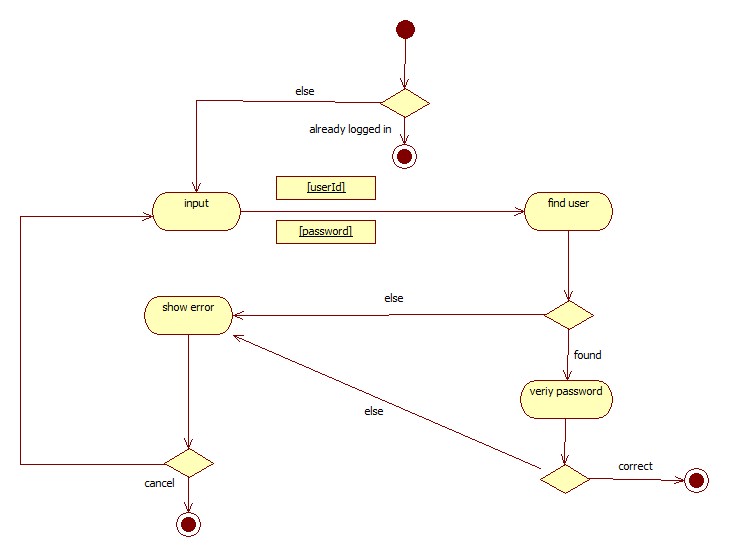 else
already logged in
[userId]
input
find user
[password]
else
show error
found
veriy password
else
correct
cancel